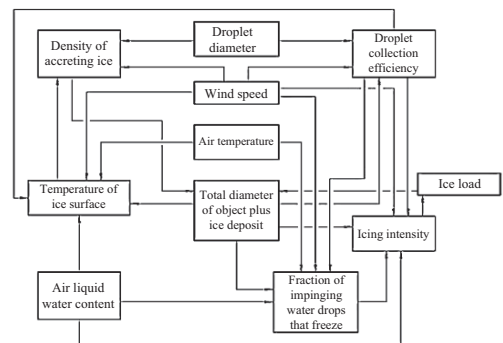 Density of
accreting ice
Droplet
diameter
Droplet
collection
efficiency
Wind speed
Air temperature
Temperature of
ice surface
Total diameter
of object plus
ice deposit
Ice load
Icing intensity
Air liquid
water content
Fraction of
impinging
water drops
that freeze